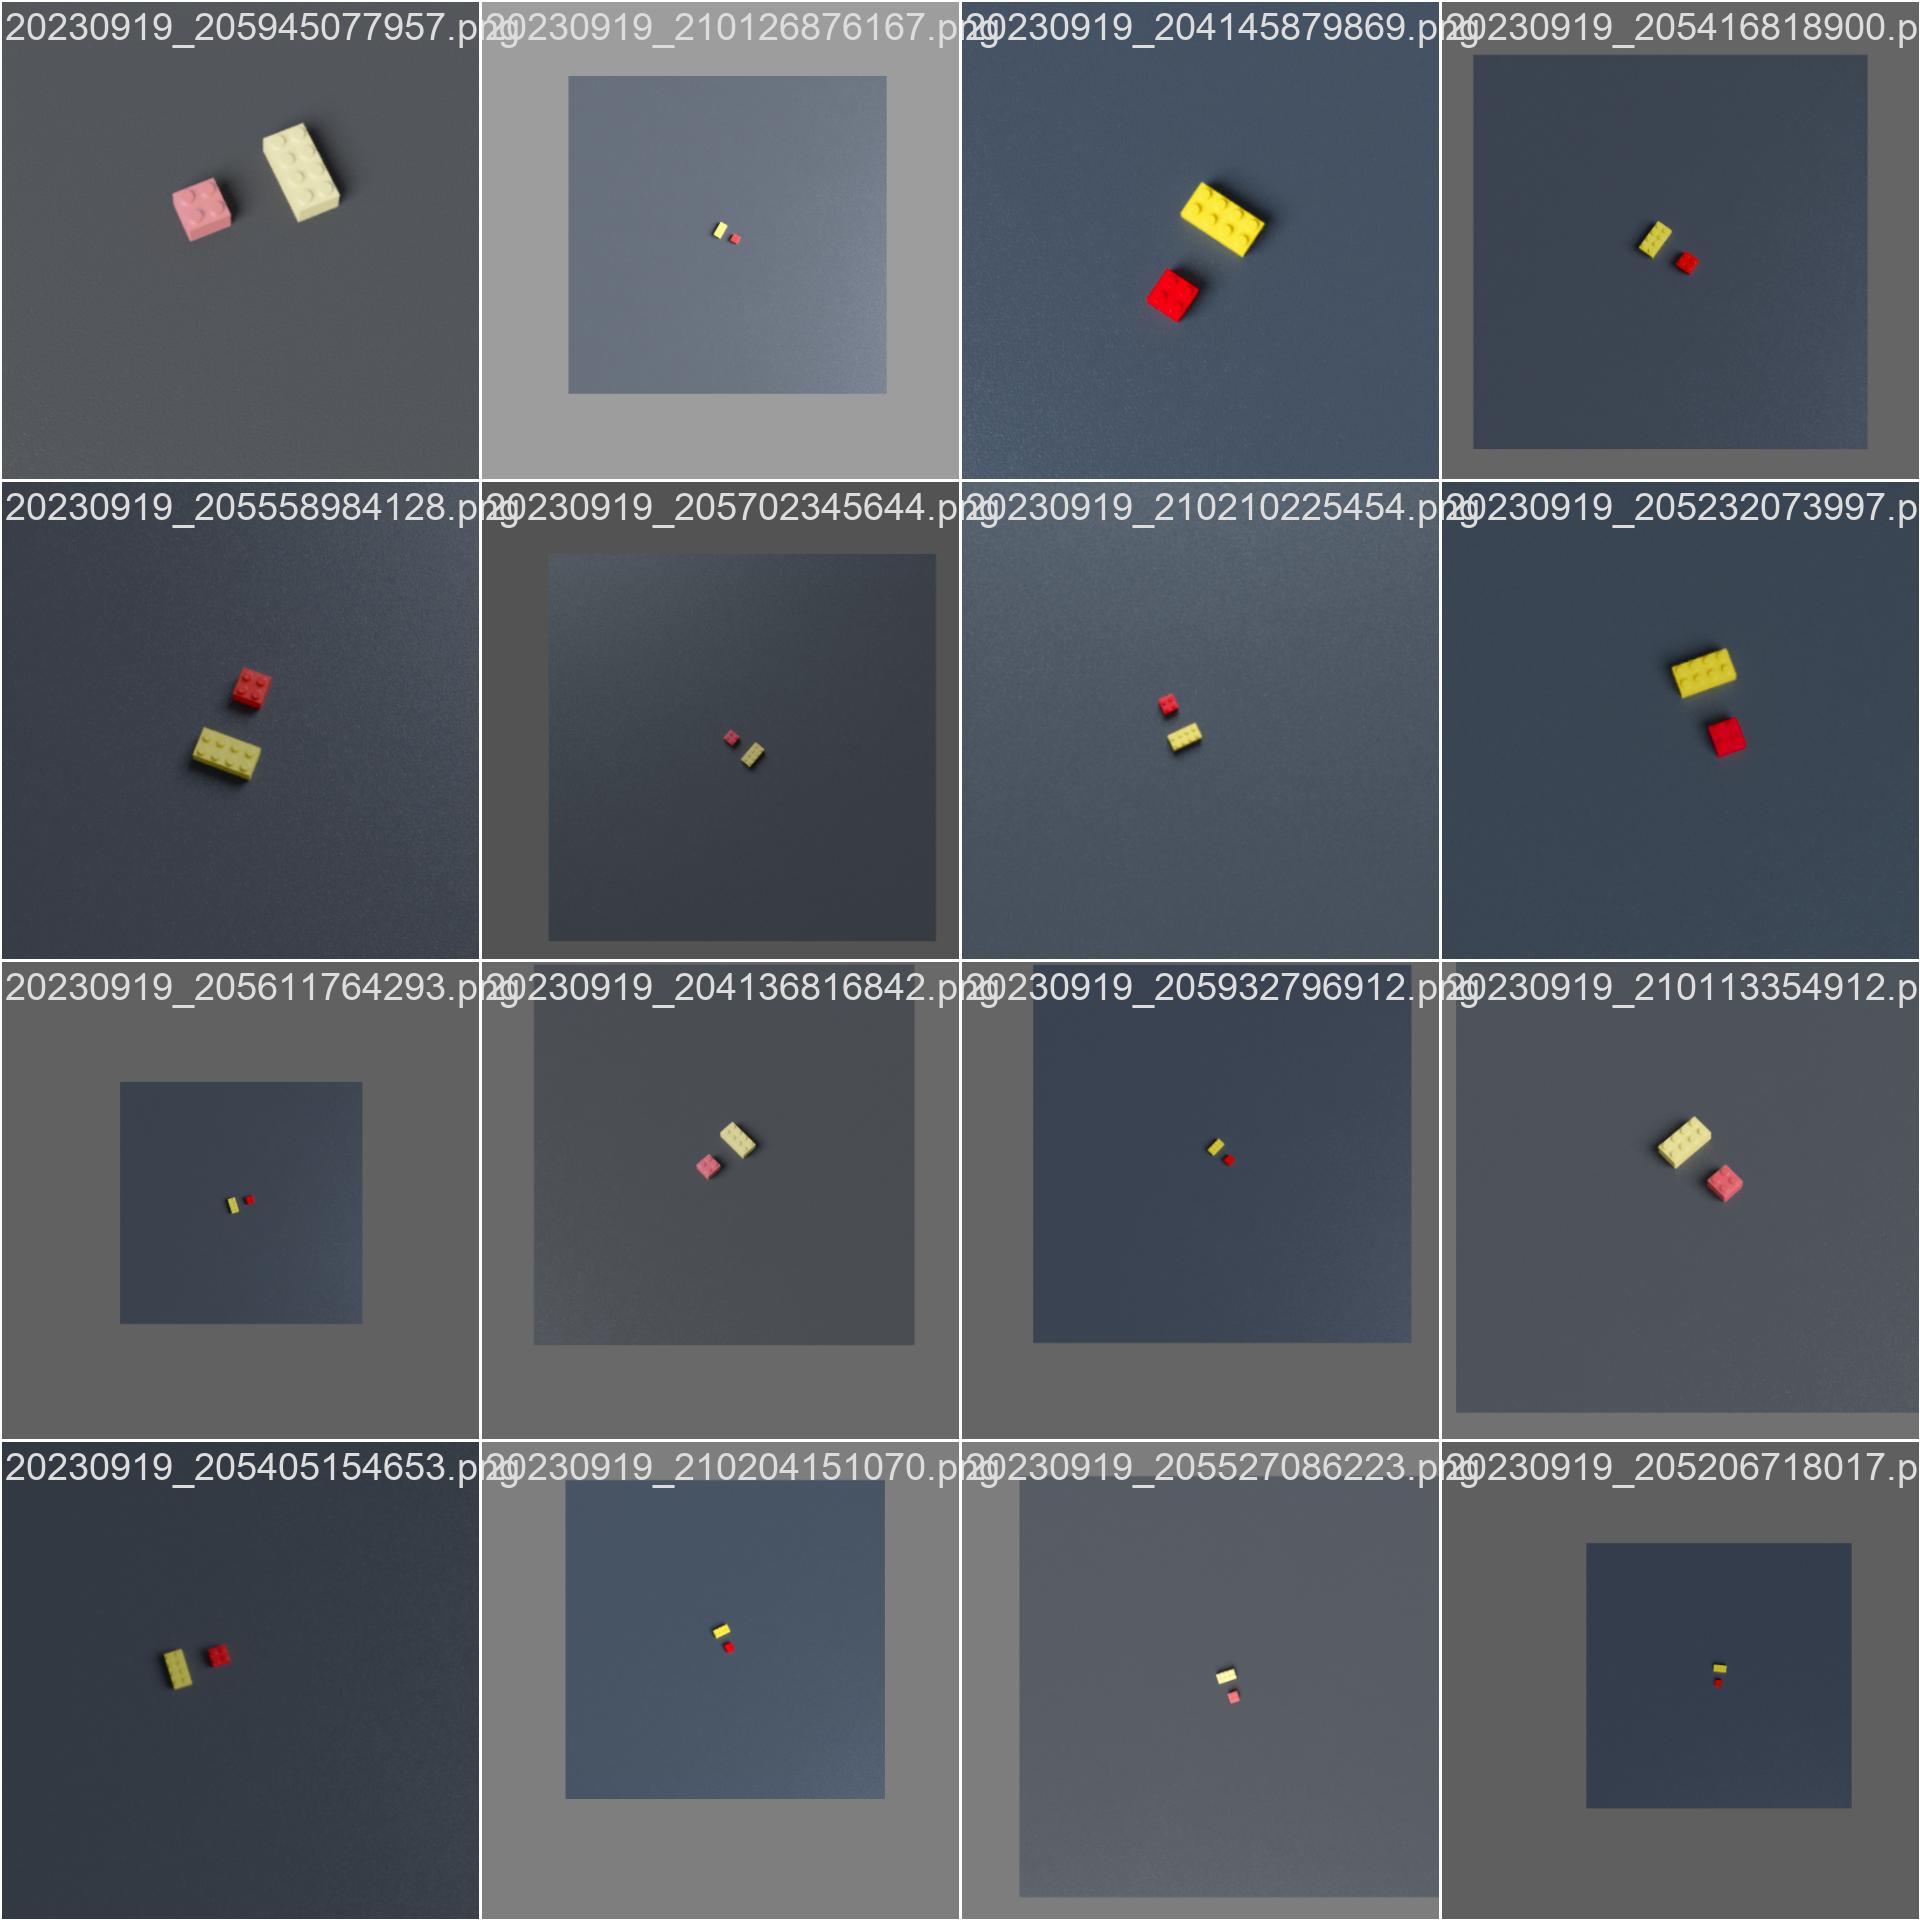 20230919_205945077957.png
20230919_210126876167.png
20230919_204145879869.png
20230919_205416818900.p
20230919_205558984128.png
20230919_205702345644.png
20230919_210210225454.png
20230919_205232073997.p
20230919_205611764293.png
20230919_204136816842.png
20230919_205932796912.png
20230919_210113354912.p
20230919_205405154653.png
20230919_210204151070.png
20230919_205527086223.png
20230919_205206718017.p